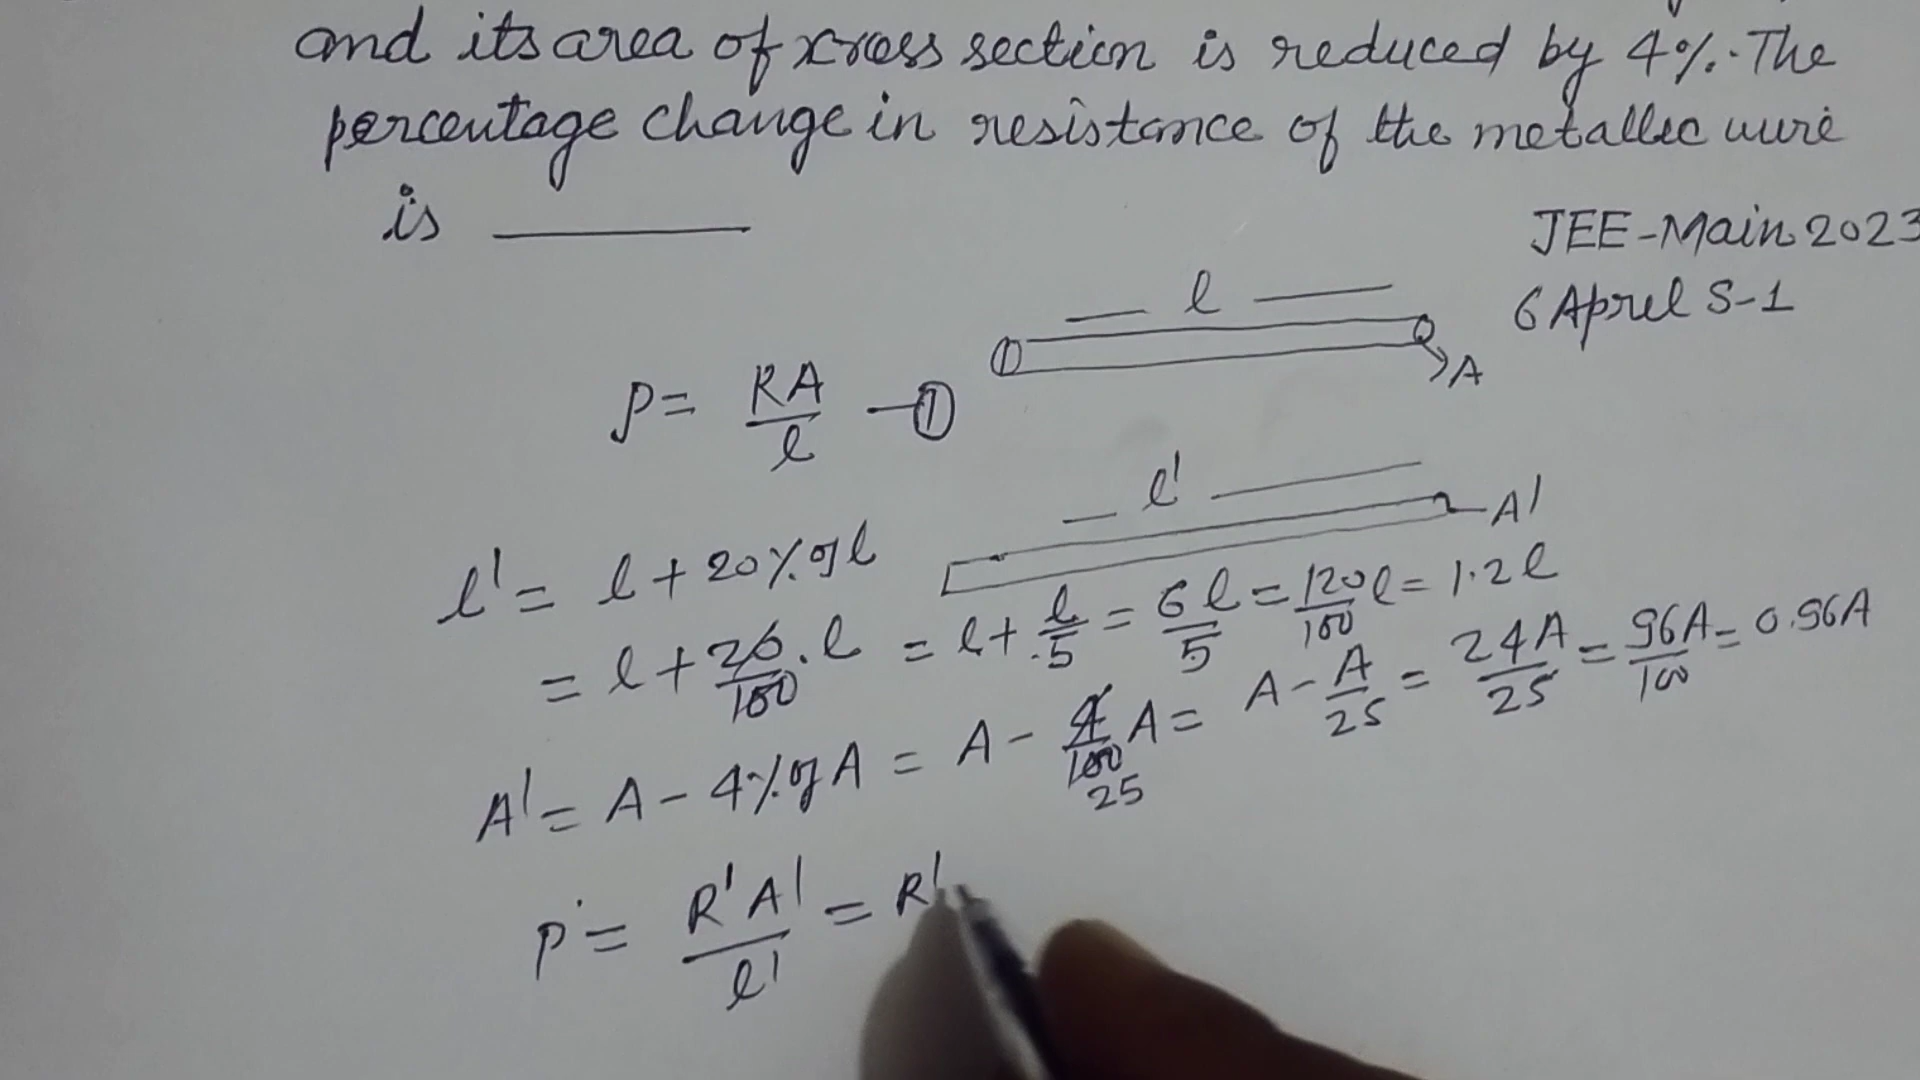 and its area of cross section is reduced by 4%. The
percentage change in resistance of the metallic wire
is ______
JEE-Main 2023
6 April S-1
l
A
ρ = RA/l — ①
l'
A'
l' = l + 20% of l
= l + 20/100 . l = l + l/5 = 6l/5 = 120/100 l = 1.2l
A' = A - 4% of A = A - 4/100 A = A - A/25 = 24A/25 = 96A/100 = 0.96A
25
ρ = R'A'/l' = R'